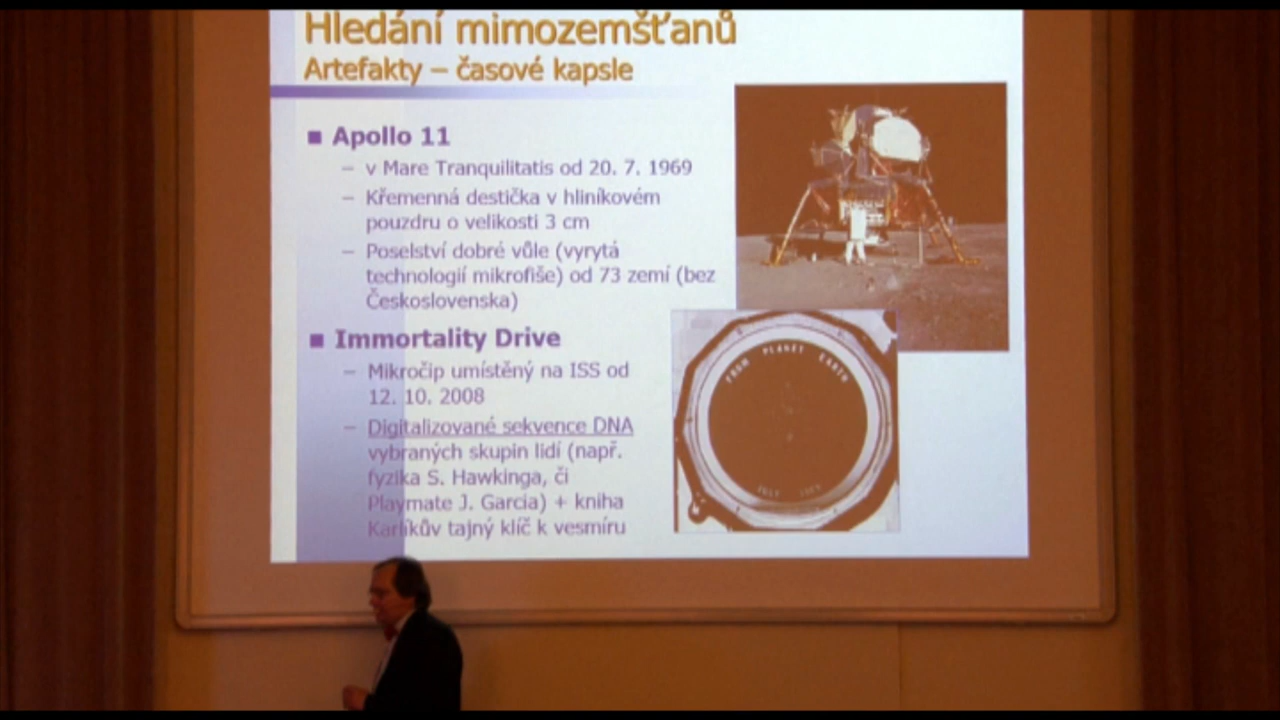 Hledání mimozemšťanů
Artefakty – časové kapsle
■ Apollo 11
– v Mare Tranquilitatis od 20. 7. 1969
– Křemenná destička v hliníkovém
pouzdru o velikosti 3 cm
– Poselství dobré vůle (vyrytá
technologií mikrofiše) od 73 zemí (bez
Československa)
■ Immortality Drive
– Mikročip umístěný na ISS od
12. 10. 2008
– Digitalizované sekvence DNA
vybraných skupin lidí (např.
fyzika S. Hawkinga, či
Playmate J. Garcia) + kniha
Karlíkův tajný klíč k vesmíru
FROM PLANET EARTH
JULY